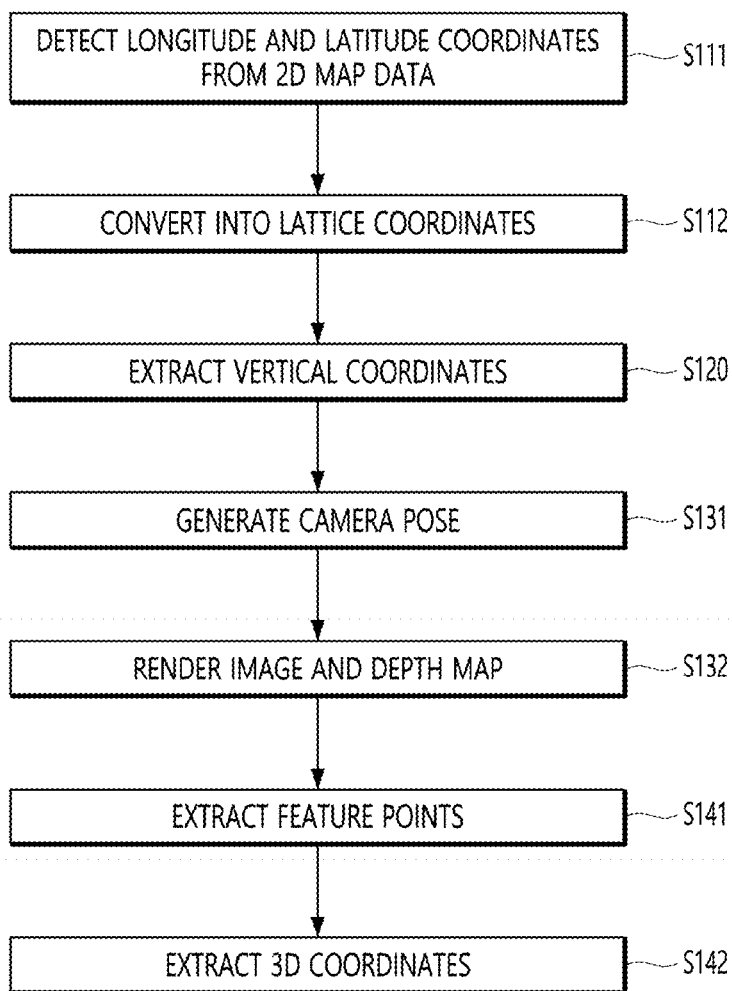 DETECT LONGITUDE AND LATITUDE COORDINATES
FROM 2D MAP DATA
S111
CONVERT INTO LATTICE COORDINATES
S112
EXTRACT VERTICAL COORDINATES
S120
GENERATE CAMERA POSE
S131
RENDER IMAGE AND DEPTH MAP
S132
EXTRACT FEATURE POINTS
S141
EXTRACT 3D COORDINATES
S142